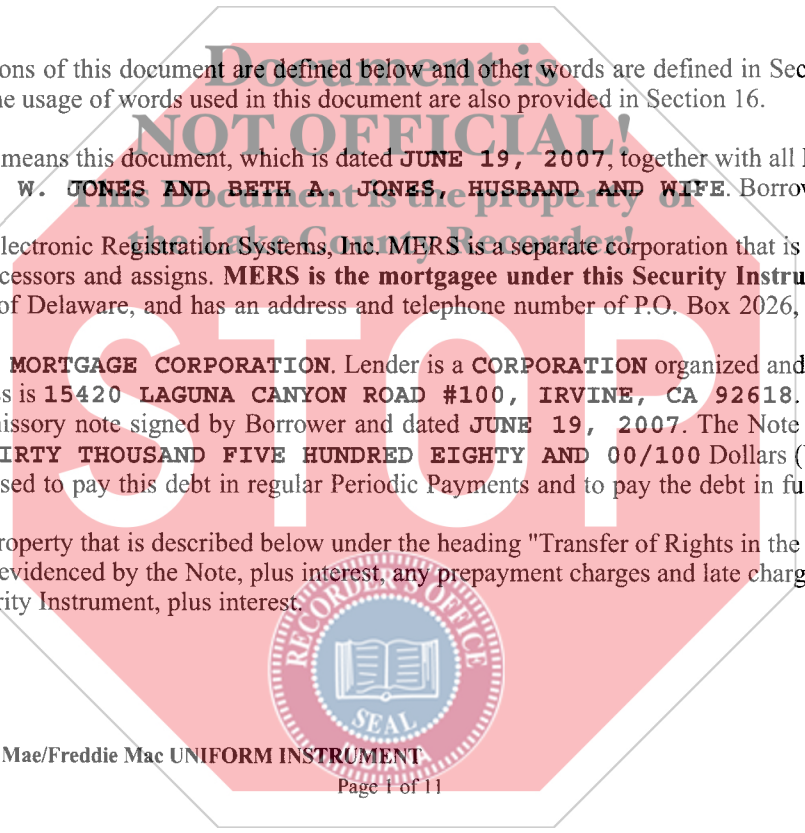 Document is
ons of this document are defined below and other words are defined in Sec
e usage of words used in this document are also provided in Section 16.
NOT OFFICIAL!
means this document, which is dated JUNE 19, 2007, together with all
W. JONES AND BETH A. JONES, HUSBAND AND WIFE. Borrow
This Document is the property of
the Lake County Recorder!
lectronic Registration Systems, Inc. MERS is a separate corporation that is
cessors and assigns. MERS is the mortgagee under this Security Instru
of Delaware, and has an address and telephone number of P.O. Box 2026,
MORTGAGE CORPORATION. Lender is a CORPORATION organized and
s is 15420 LAGUNA CANYON ROAD #100, IRVINE, CA 92618.
issory note signed by Borrower and dated JUNE 19, 2007. The Note
IRTY THOUSAND FIVE HUNDRED EIGHTY AND 00/100 Dollars (
sed to pay this debt in regular Periodic Payments and to pay the debt in fu
STOP
roperty that is described below under the heading "Transfer of Rights in the
evidenced by the Note, plus interest, any prepayment charges and late charg
rity Instrument, plus interest.
RECORDER'S OFFICE
SEAL
INDIANA
Mae/Freddie Mac UNIFORM INSTRUMENT
Page 1 of 11